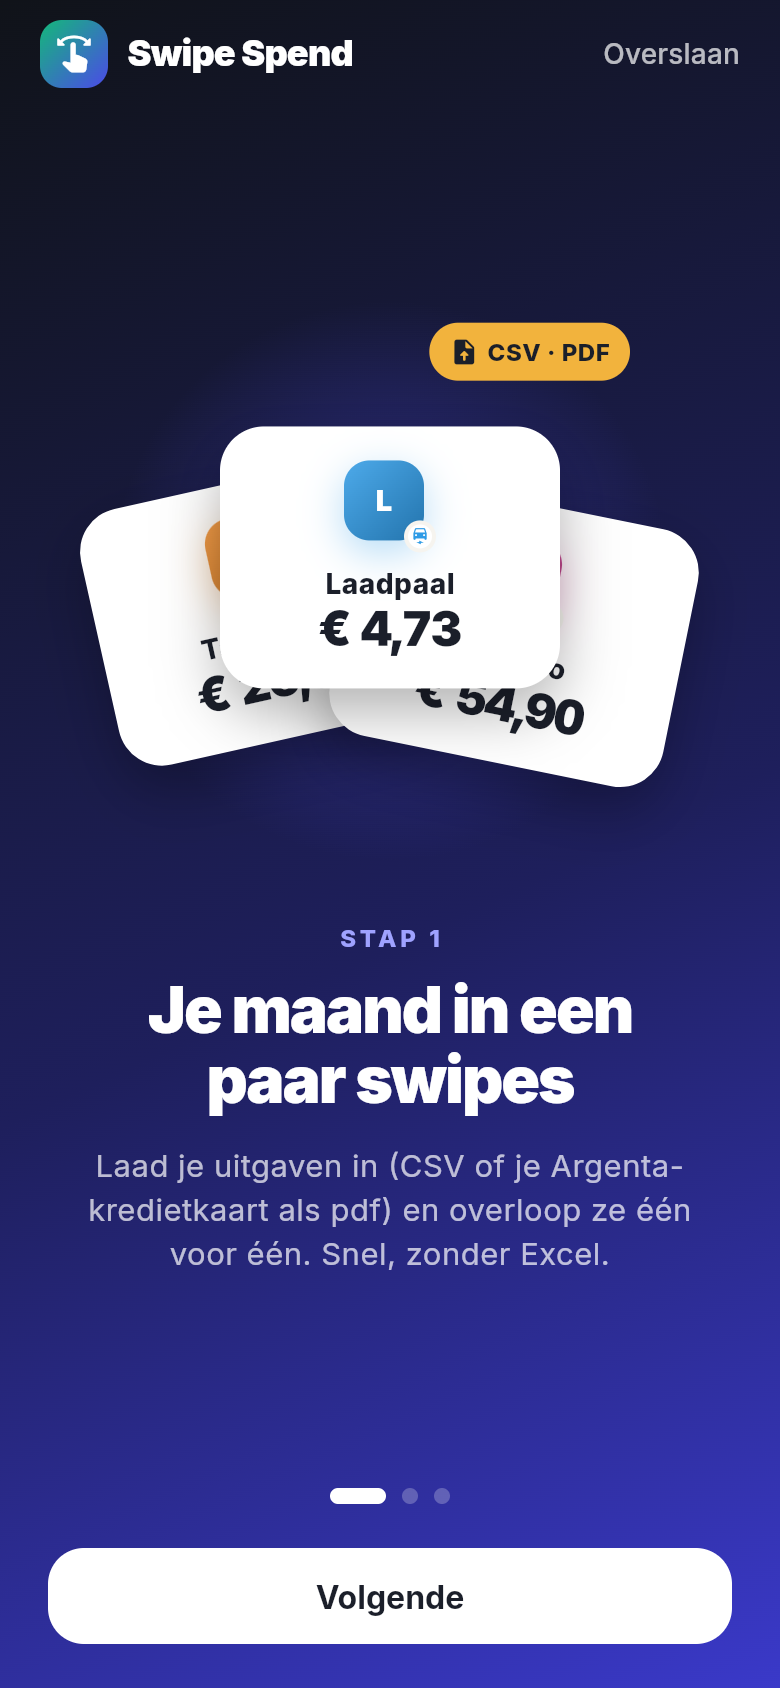 Swipe Spend
Overslaan
CSV · PDF
L
Laadpaal
€ 4,73
€ 54,90
STAP 1
Je maand in een
paar swipes
Laad je uitgaven in (CSV of je Argenta-
kredietkaart als pdf) en overloop ze één
voor één. Snel, zonder Excel.
Volgende